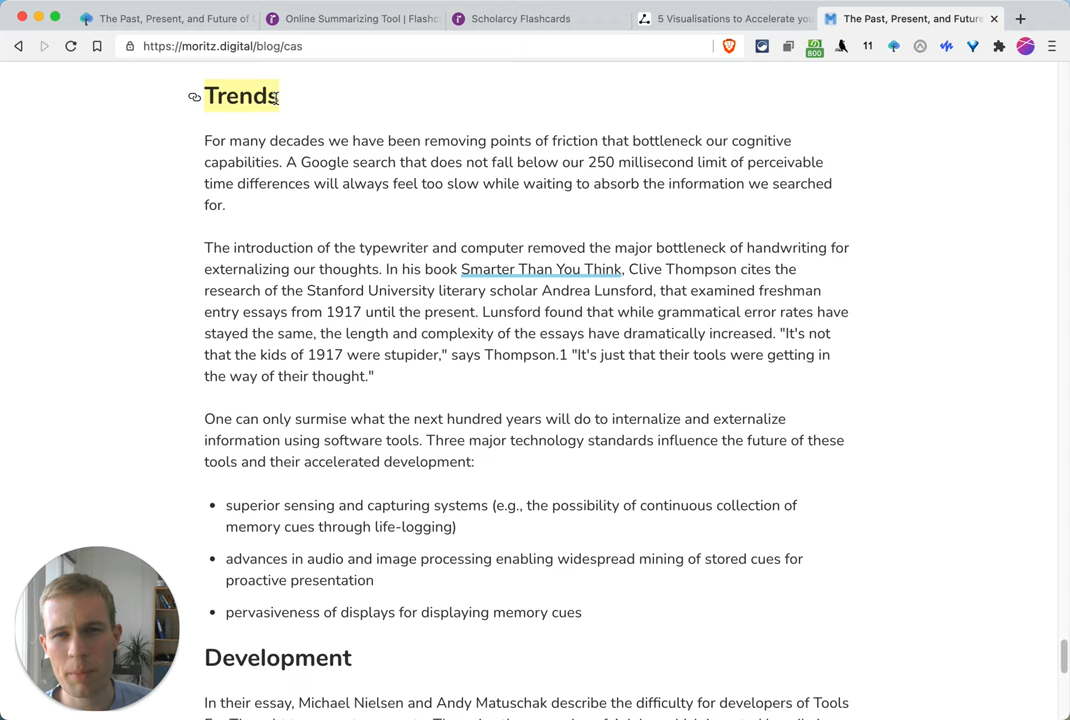 The Past, Present, and Future of
Online Summarizing Tool | Flashc
Scholarcy Flashcards
5 Visualisations to Accelerate you
The Past, Present, and Future
https://moritz.digital/blog/cas
800
11
Trends
For many decades we have been removing points of friction that bottleneck our cognitive
capabilities. A Google search that does not fall below our 250 millisecond limit of perceivable
time differences will always feel too slow while waiting to absorb the information we searched
for.
The introduction of the typewriter and computer removed the major bottleneck of handwriting for
externalizing our thoughts. In his book Smarter Than You Think, Clive Thompson cites the
research of the Stanford University literary scholar Andrea Lunsford, that examined freshman
entry essays from 1917 until the present. Lunsford found that while grammatical error rates have
stayed the same, the length and complexity of the essays have dramatically increased. "It's not
that the kids of 1917 were stupider," says Thompson.1 "It's just that their tools were getting in
the way of their thought."
One can only surmise what the next hundred years will do to internalize and externalize
information using software tools. Three major technology standards influence the future of these
tools and their accelerated development:
• superior sensing and capturing systems (e.g., the possibility of continuous collection of
memory cues through life-logging)
• advances in audio and image processing enabling widespread mining of stored cues for
proactive presentation
• pervasiveness of displays for displaying memory cues
Development
In their essay, Michael Nielsen and Andy Matuschak describe the difficulty for developers of Tools